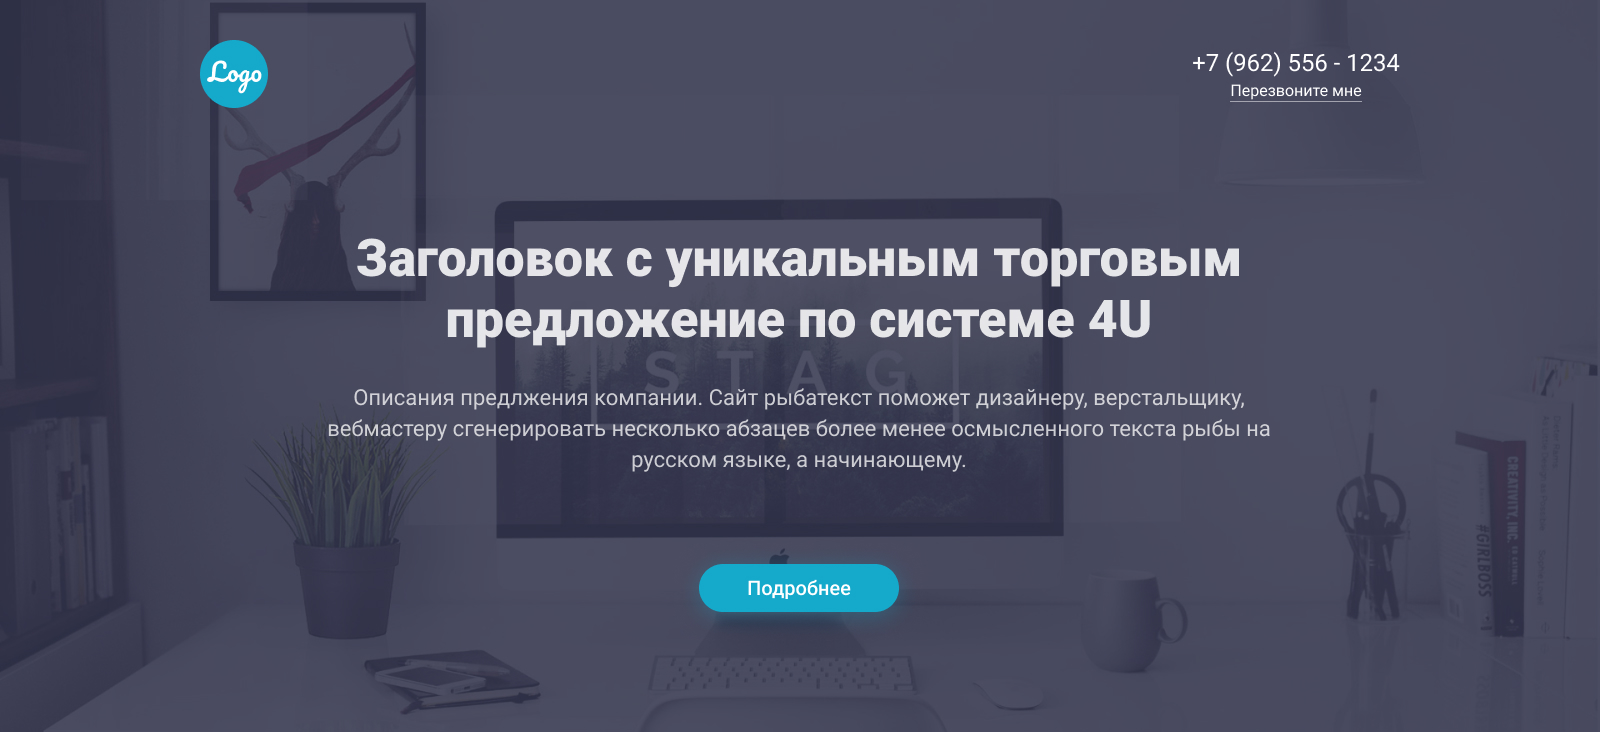 Logo
+7 (962) 556 - 1234
Перезвоните мне
Заголовок с уникальным торговым
предложение по системе 4U
STAG
Описания предлжения компании. Сайт рыбатекст поможет дизайнеру, верстальщику,
вебмастеру сгенерировать несколько абзацев более менее осмысленного текста рыбы на
русском языке, а начинающему.
Подробнее
CREATIVITY, INC.
#GIRLBOSS